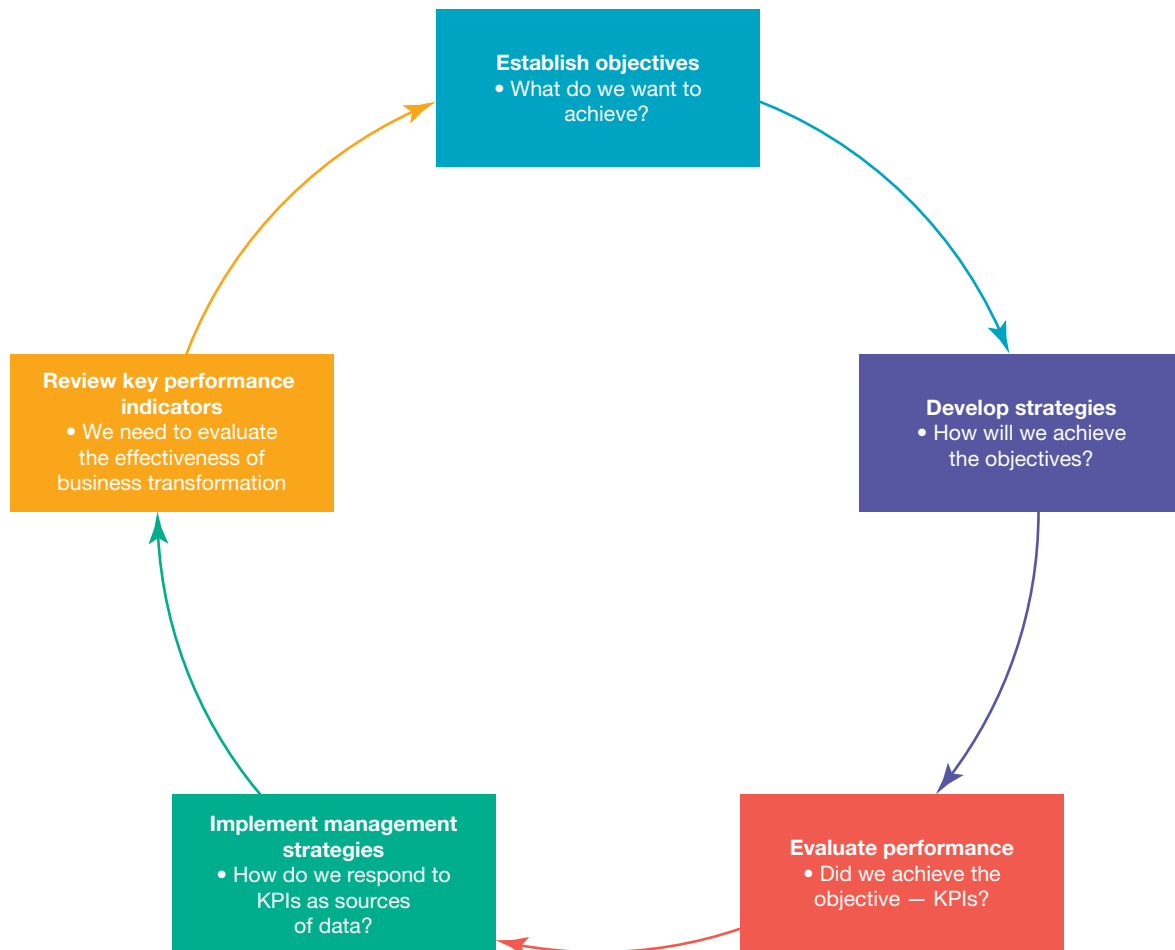 Establish objectives
• What do we want to
achieve?
Develop strategies
• How will we achieve
the objectives?
Evaluate performance
• Did we achieve the
objective — KPIs?
Implement management
strategies
• How do we respond to
KPIs as sources
of data?
Review key performance
indicators
• We need to evaluate
the effectiveness of
business transformation